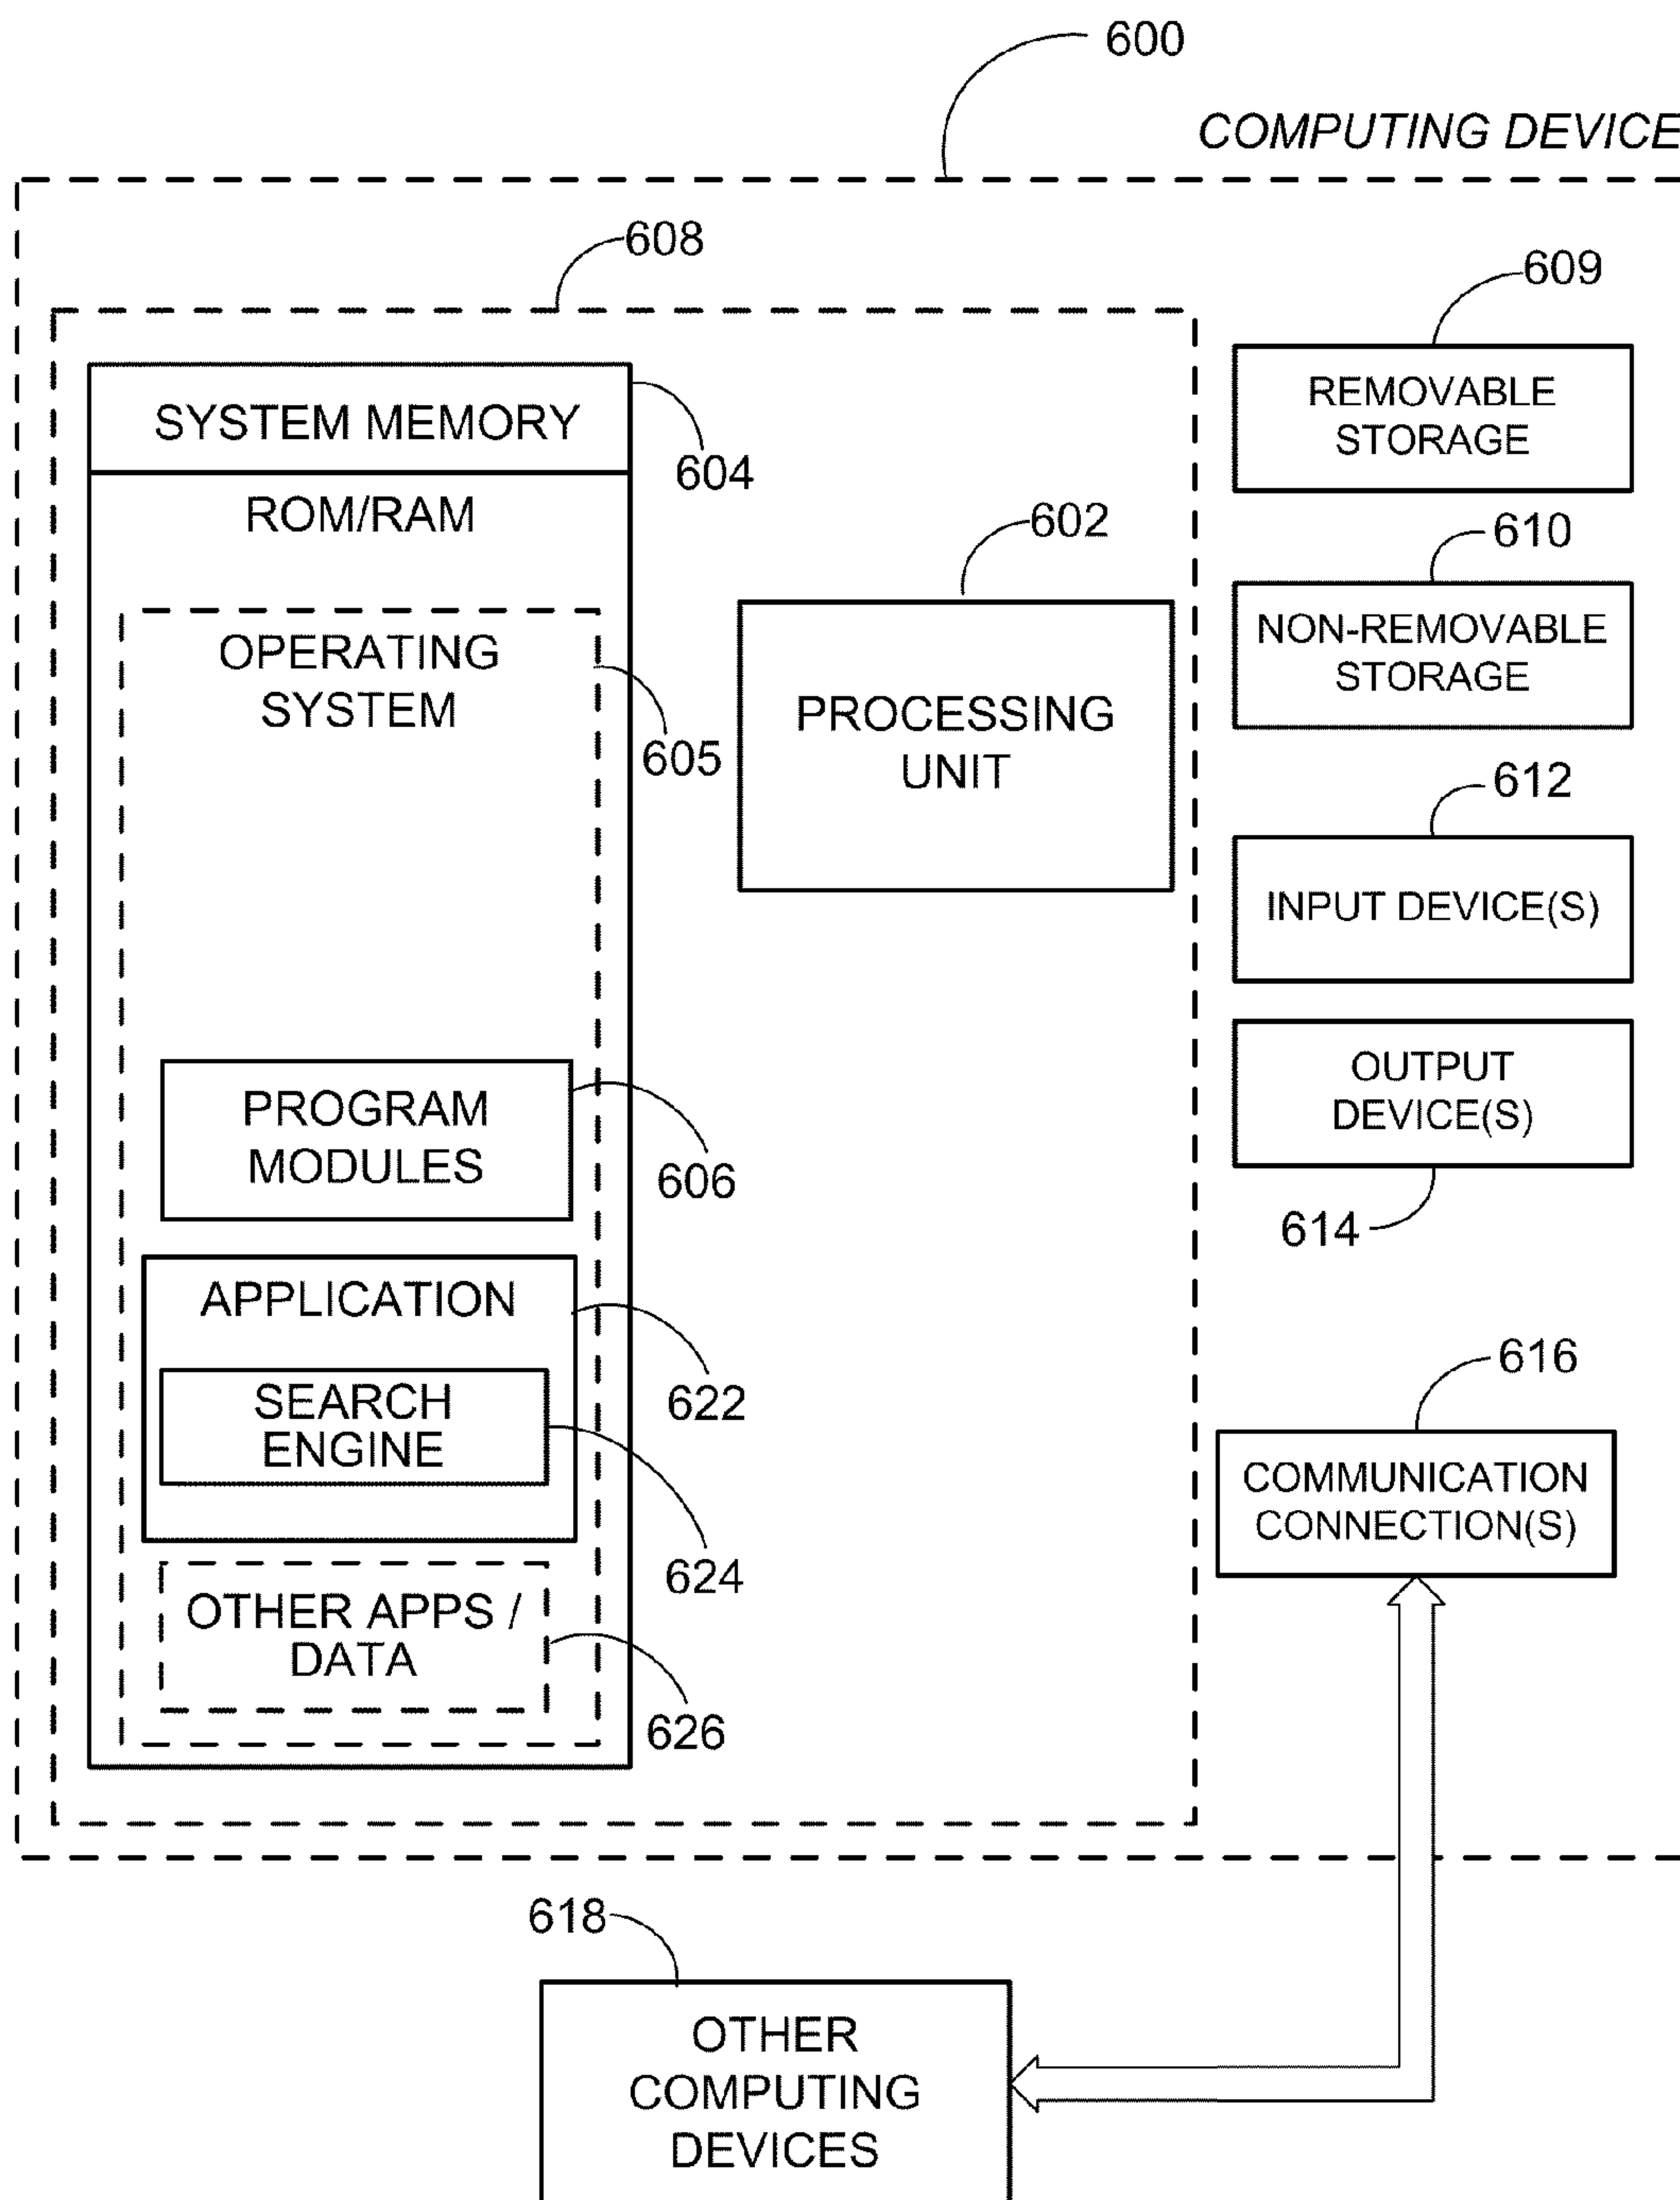 600
COMPUTING DEVICE
608
609
SYSTEM MEMORY
604
REMOVABLE
STORAGE
ROM/RAM
602
610
OPERATING
SYSTEM
605
PROCESSING
UNIT
NON-REMOVABLE
STORAGE
612
INPUT DEVICE(S)
OUTPUT
DEVICE(S)
614
PROGRAM
MODULES
606
APPLICATION
622
SEARCH
ENGINE
624
616
COMMUNICATION
CONNECTION(S)
OTHER APPS /
DATA
626
618
OTHER
COMPUTING
DEVICES